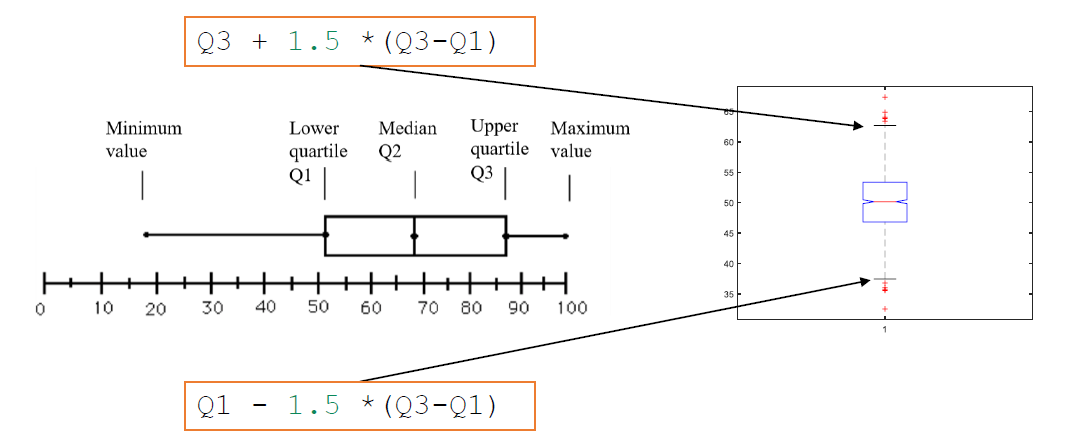 Q3 + 1.5 *(Q3-Q1)
Minimum value
Lower quartile Q1
Median Q2
Upper quartile Q3
Maximum value
0 10 20 30 40 50 60 70 80 90 100
65
60
55
50
45
40
35
1
Q1 - 1.5 *(Q3-Q1)